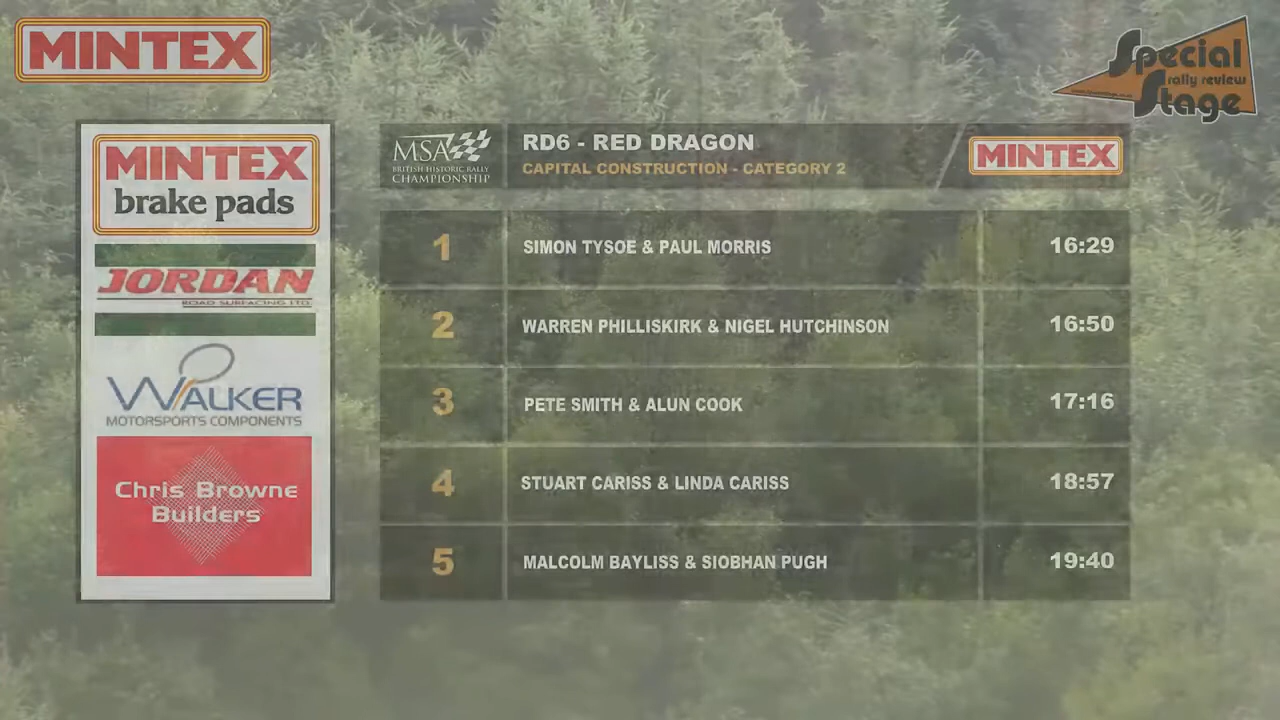 MINTEX
Special
rally review
Stage
MINTEX
brake pads
JORDAN
ROAD SURFACING LTD.
WALKER
MOTORSPORTS COMPONENTS
Chris Browne
Builders
MSA
BRITISH HISTORIC RALLY
CHAMPIONSHIP
RD6 - RED DRAGON
CAPITAL CONSTRUCTION - CATEGORY 2
MINTEX
1 SIMON TYSOE & PAUL MORRIS 16:29
2 WARREN PHILLISKIRK & NIGEL HUTCHINSON 16:50
3 PETE SMITH & ALUN COOK 17:16
4 STUART CARISS & LINDA CARISS 18:57
5 MALCOLM BAYLISS & SIOBHAN PUGH 19:40